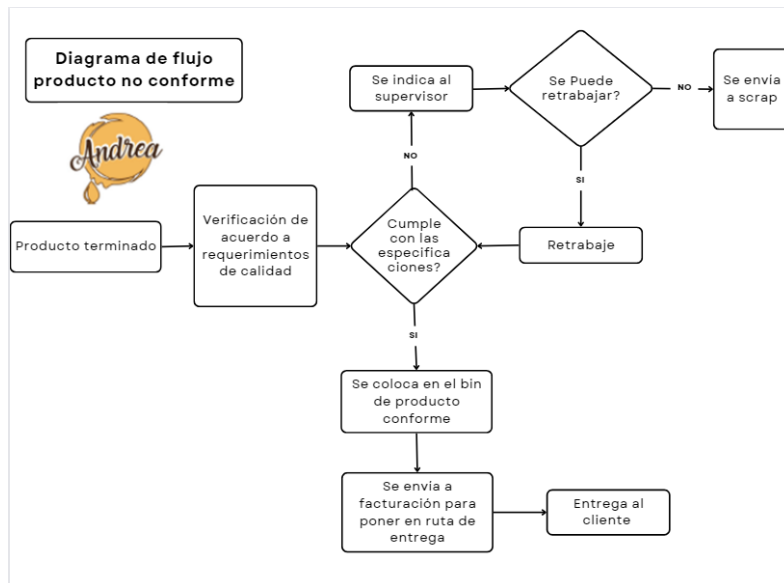 Diagrama de flujo
producto no conforme
Andrea
Se indica al
supervisor
Se Puede
retrabajar?
NO
Se envia
a scrap
NO
SI
Producto terminado
Verificación de
acuerdo a
requerimientos
de calidad
Cumple
con las
especifica
ciones?
Retrabaje
SI
Se coloca en el bin
de producto
conforme
Se envia a
facturación para
poner en ruta de
entrega
Entrega al
cliente